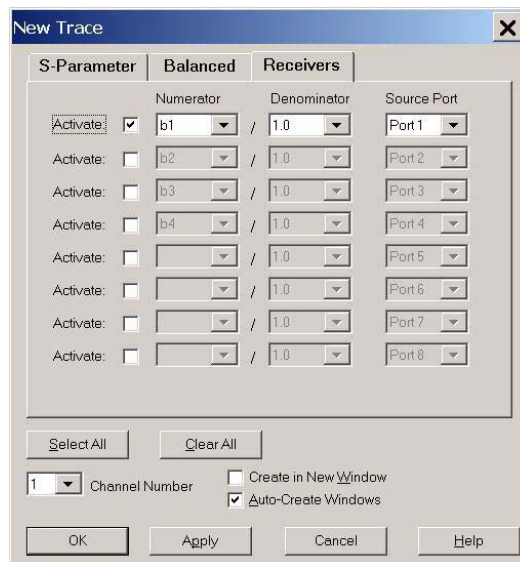 New Trace
S-Parameter Balanced Receivers
Numerator Denominator Source Port
Activate: b1 / 1.0 Port 1
Activate: b2 / 1.0 Port 2
Activate: b3 / 1.0 Port 3
Activate: b4 / 1.0 Port 4
Activate: / 1.0 Port 5
Activate: / 1.0 Port 6
Activate: / 1.0 Port 7
Activate: / 1.0 Port 8
Select All Clear All
1 Channel Number
Create in New Window
Auto-Create Windows
OK Apply Cancel Help